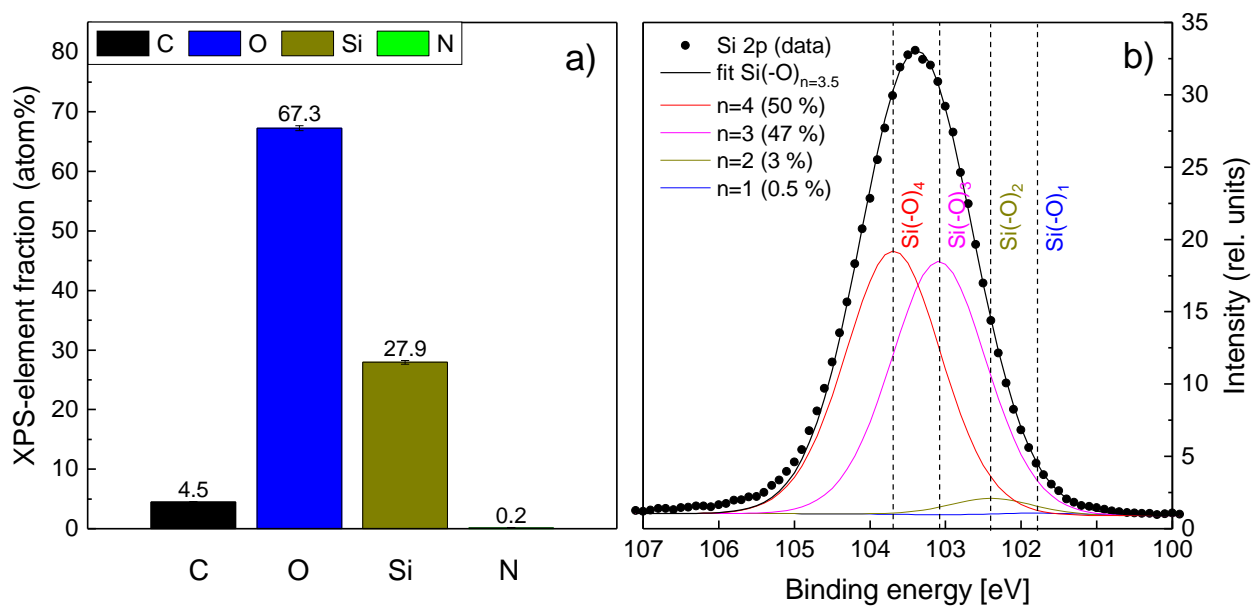 C O Si N
a)
XPS-element fraction (atom%)
80
70
60
50
40
30
20
10
0
4.5
67.3
27.9
0.2
C O Si N
b)
Si 2p (data)
fit Si(-O)n=3.5
n=4 (50 %)
n=3 (47 %)
n=2 (3 %)
n=1 (0.5 %)
Si(-O)4
Si(-O)3
Si(-O)2
Si(-O)1
35
30
25
20
15
10
5
0
Intensity (rel. units)
107 106 105 104 103 102 101 100
Binding energy [eV]